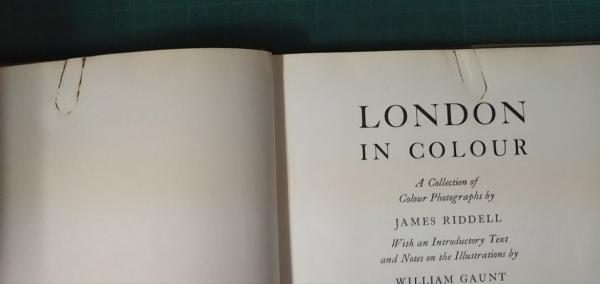 LONDON
IN COLOUR
A Collection of
Colour Photographs by
JAMES RIDDELL
With an Introductory Text
and Notes on the Illustrations by
WILLIAM GAUNT